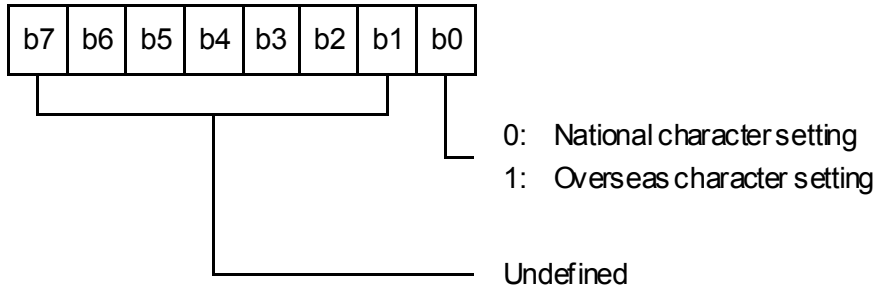 b7 b6 b5 b4 b3 b2 b1 b0
0: National character setting
1: Overseas character setting
Undefined